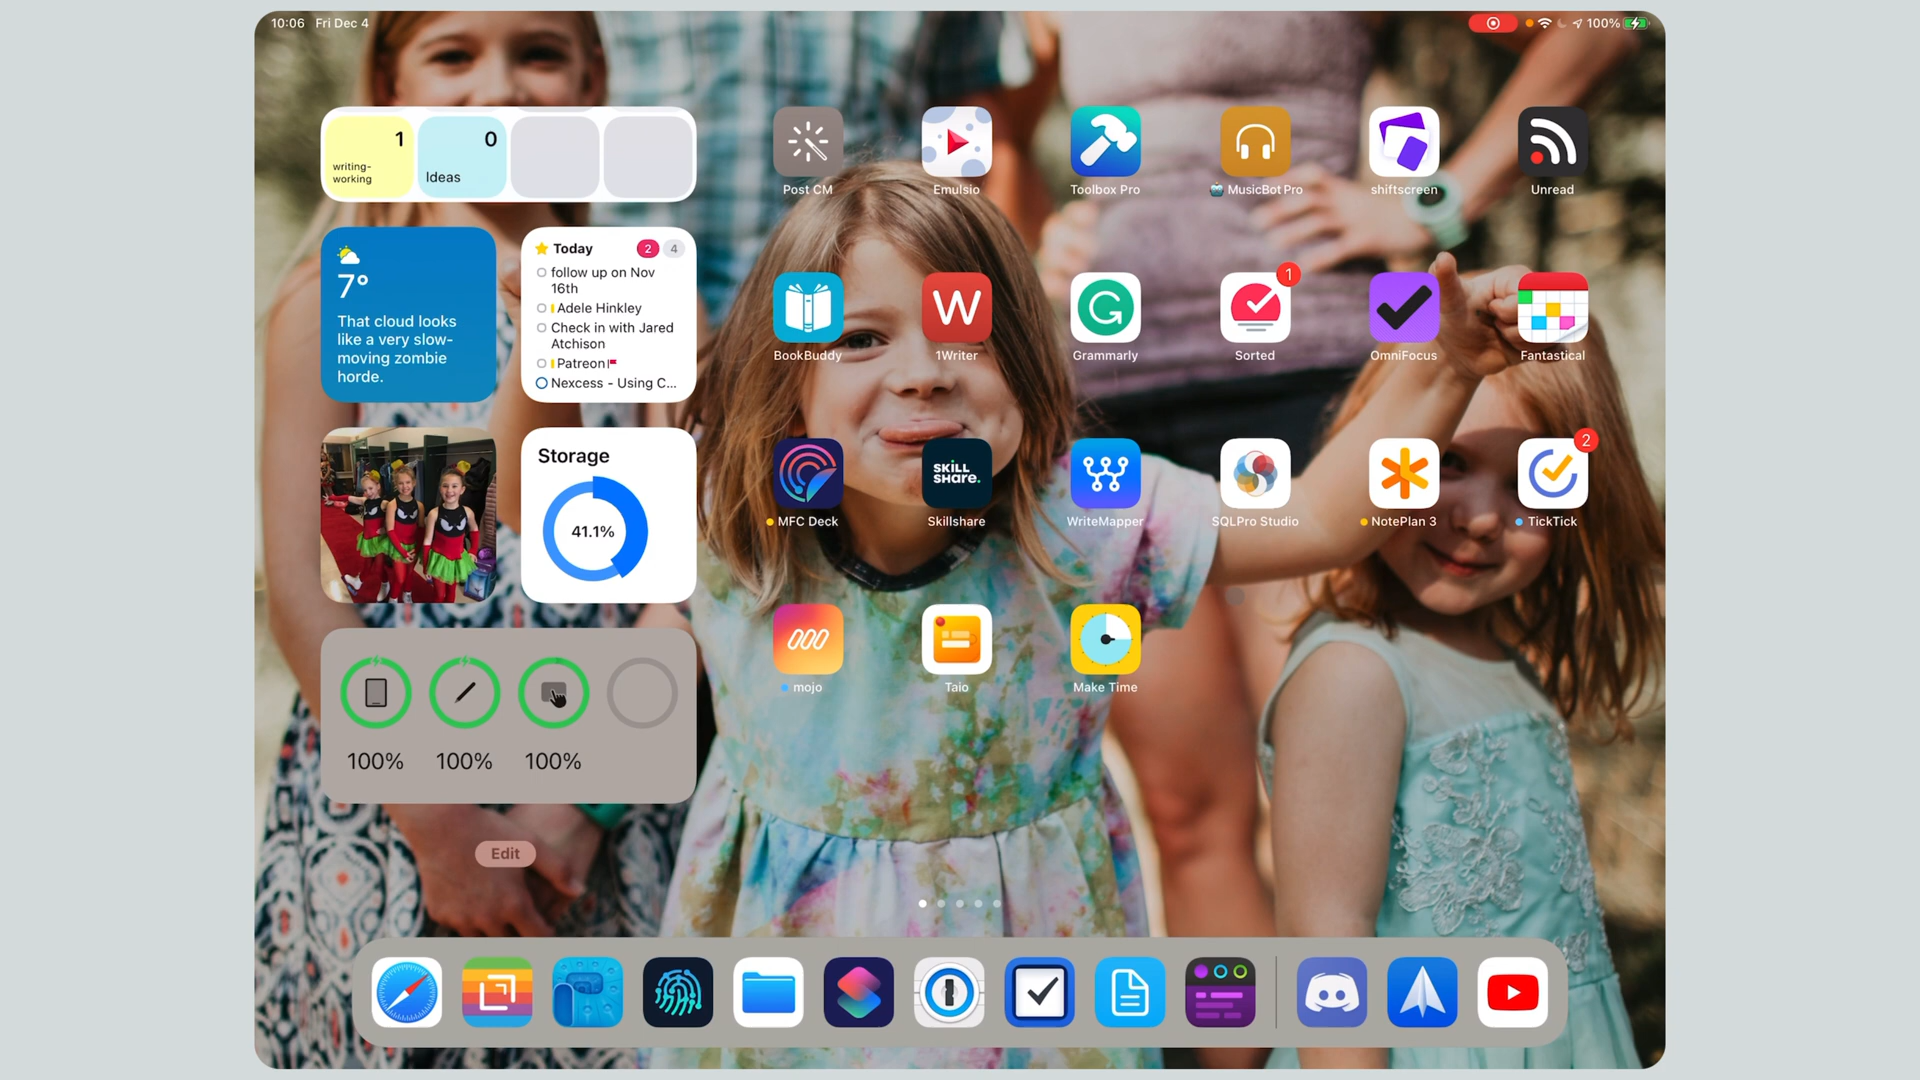 10:06 Fri Dec 4
100%
1
writing-
working
0
Ideas
7°
That cloud looks
like a very slow-
moving zombie
horde.
Today 2 4
follow up on Nov
16th
Adele Hinkley
Check in with Jared
Atchison
Patreon
Nexcess - Using C...
Storage
41.1%
100% 100% 100%
Edit
Post CM
Emulsio
Toolbox Pro
MusicBot Pro
shiftscreen
Unread
BookBuddy
W
1Writer
G
Grammarly
1
Sorted
OmniFocus
Fantastical
MFC Deck
SKILL
SHARE.
Skillshare
WriteMapper
SQLPro Studio
NotePlan 3
2
TickTick
mojo
Taio
Make Time